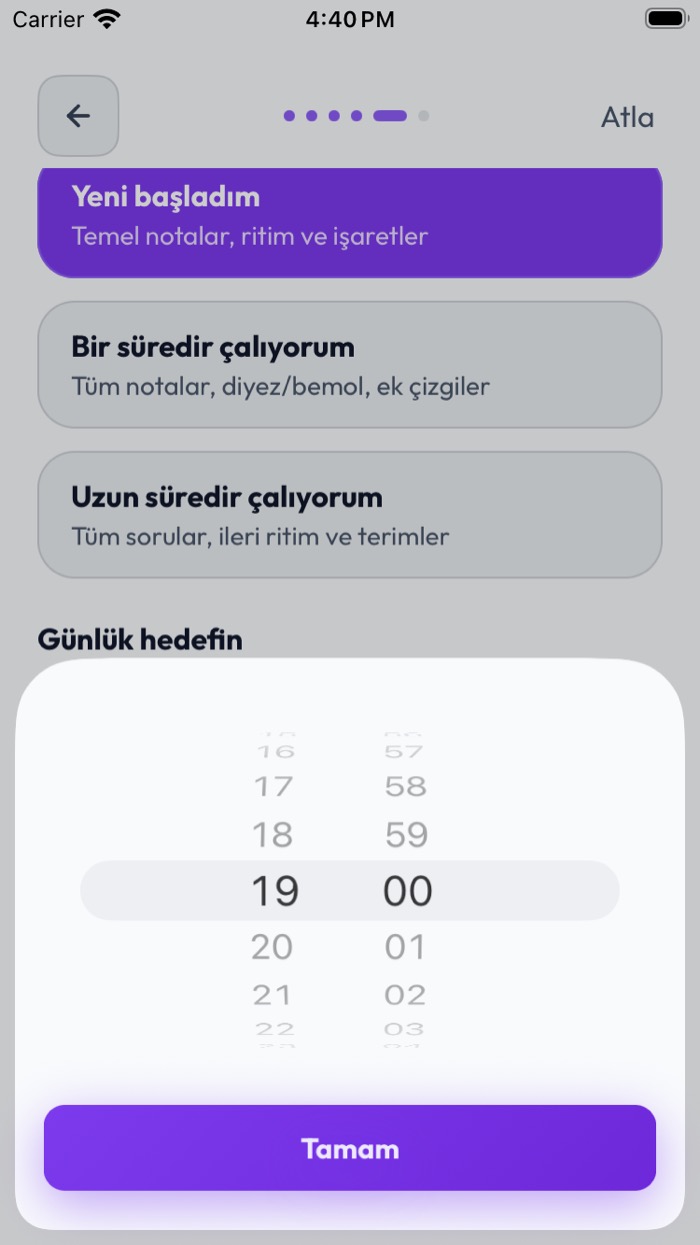 Carrier 4:40 PM
Atla
Yeni başladım
Temel notalar, ritim ve işaretler
Bir süredir çalıyorum
Tüm notalar, diyez/bemol, ek çizgiler
Uzun süredir çalıyorum
Tüm sorular, ileri ritim ve terimler
Günlük hedefin
16 57
17 58
18 59
19 00
20 01
21 02
22 03
Tamam